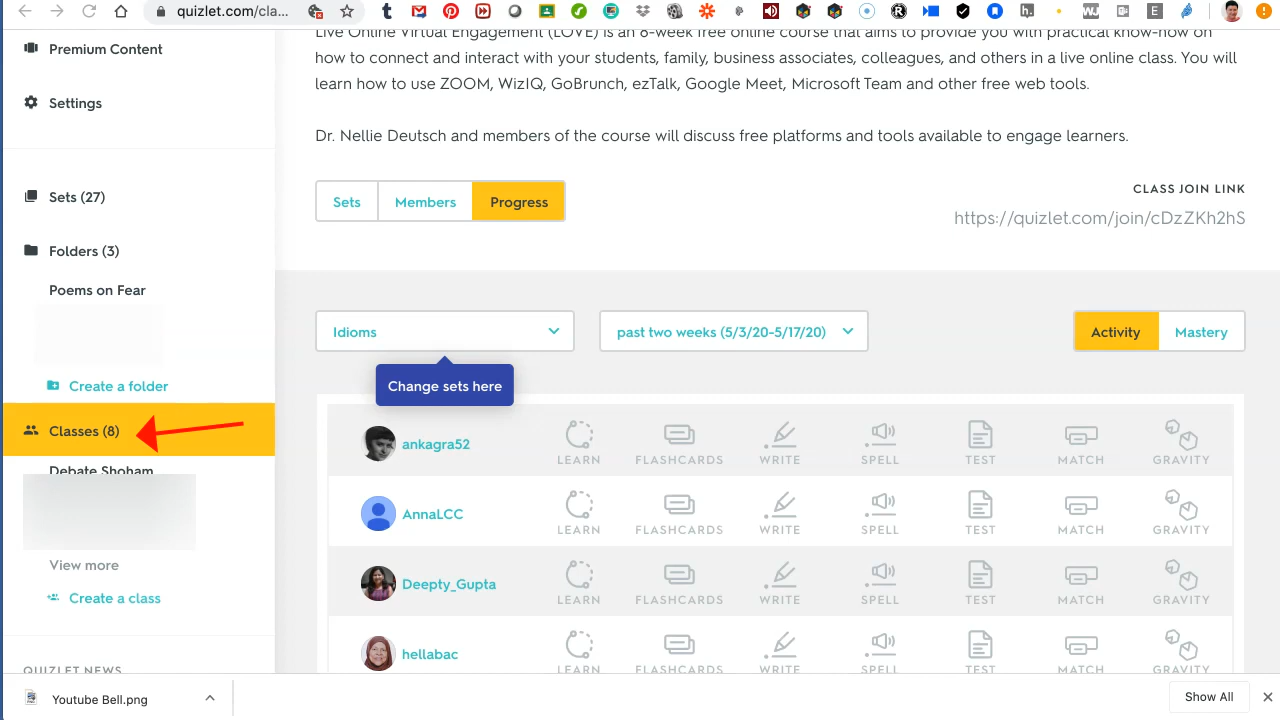 quizlet.com/cla...
Premium Content
Settings
Sets (27)
Folders (3)
Poems on Fear
Create a folder
Classes (8)
Debate Shoham
View more
Create a class
QUIZLET NEWS
Live Online Virtual Engagement (LOVE) is an 8-week free online course that aims to provide you with practical know-how on
how to connect and interact with your students, family, business associates, colleagues, and others in a live online class. You will
learn how to use ZOOM, WizIQ, GoBrunch, ezTalk, Google Meet, Microsoft Team and other free web tools.
Dr. Nellie Deutsch and members of the course will discuss free platforms and tools available to engage learners.
Sets Members Progress
CLASS JOIN LINK
https://quizlet.com/join/cDzZKh2hS
Idioms
past two weeks (5/3/20-5/17/20)
Activity Mastery
Change sets here
ankagra52
LEARN FLASHCARDS WRITE SPELL TEST MATCH GRAVITY
AnnaLCC
LEARN FLASHCARDS WRITE SPELL TEST MATCH GRAVITY
Deepty_Gupta
LEARN FLASHCARDS WRITE SPELL TEST MATCH GRAVITY
hellabac
LEARN FLASHCARDS WRITE SPELL TEST MATCH GRAVITY
Youtube Bell.png
Show All